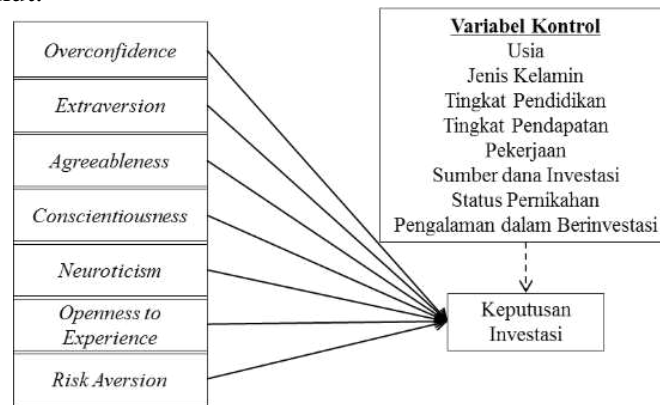 Overconfidence
Extraversion
Agreeableness
Conscientiousness
Neuroticism
Openness to
Experience
Risk Aversion
Variabel Kontrol
Usia
Jenis Kelamin
Tingkat Pendidikan
Tingkat Pendapatan
Pekerjaan
Sumber dana Investasi
Status Pernikahan
Pengalaman dalam Berinvestasi
Keputusan
Investasi